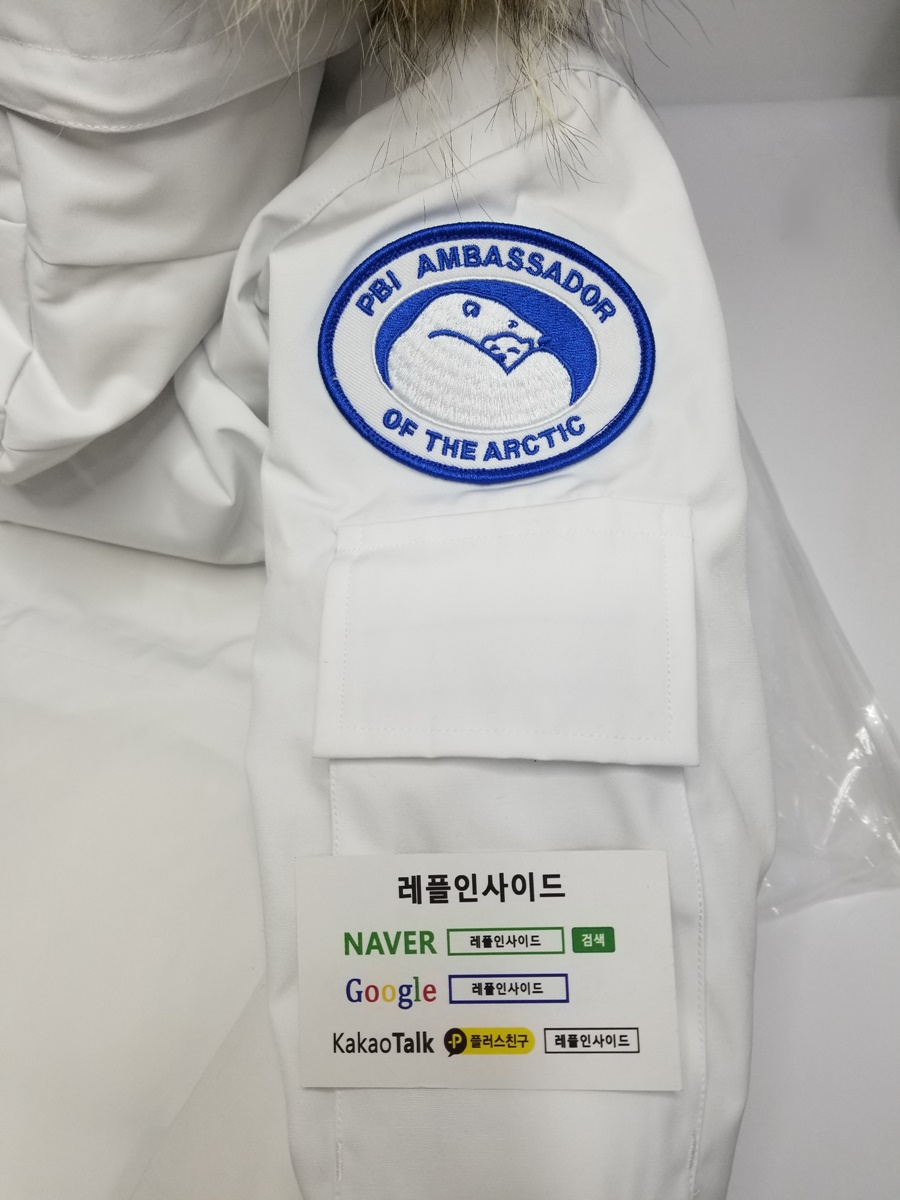 PBI AMBASSADOR
OF THE ARCTIC
레플인사이드
NAVER 레플인사이드 검색
Google 레플인사이드
KakaoTalk P 플러스친구 레플인사이드